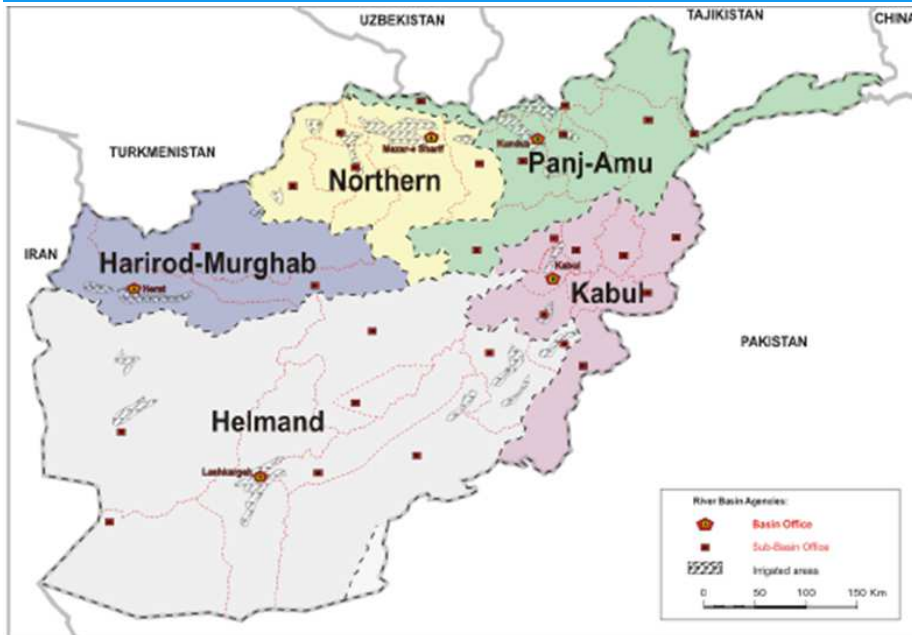 UZBEKISTAN
TAJIKISTAN
CHINA
TURKMENISTAN
Mazar-e Sharif
Kunduz
Northern
Panj-Amu
IRAN
Harirod-Murghab
Herat
Kabul
Kabul
PAKISTAN
Helmand
Lashkargah
River Basin Agencies:
Basin Office
Sub-Basin Office
Irrigated areas
0 50 100 150 Km